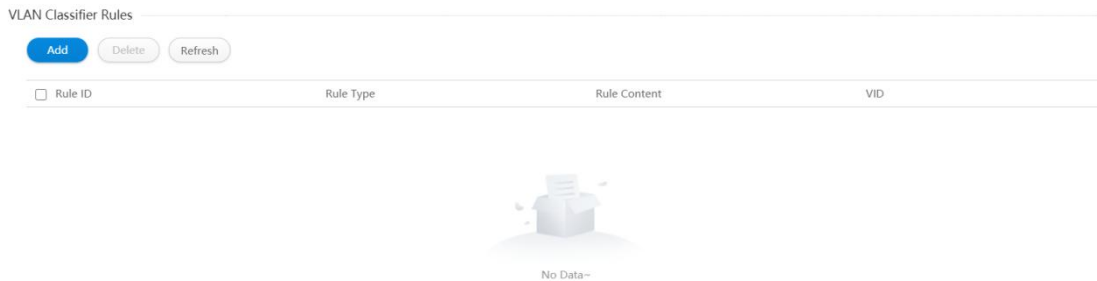 VLAN Classifier Rules
Add Delete Refresh
Rule ID Rule Type Rule Content VID
No Data~